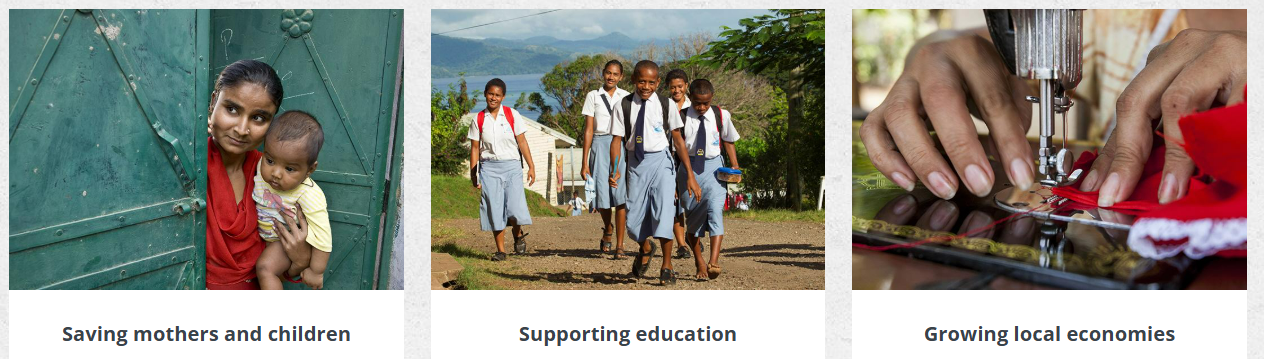 Saving mothers and children
Supporting education
Growing local economies